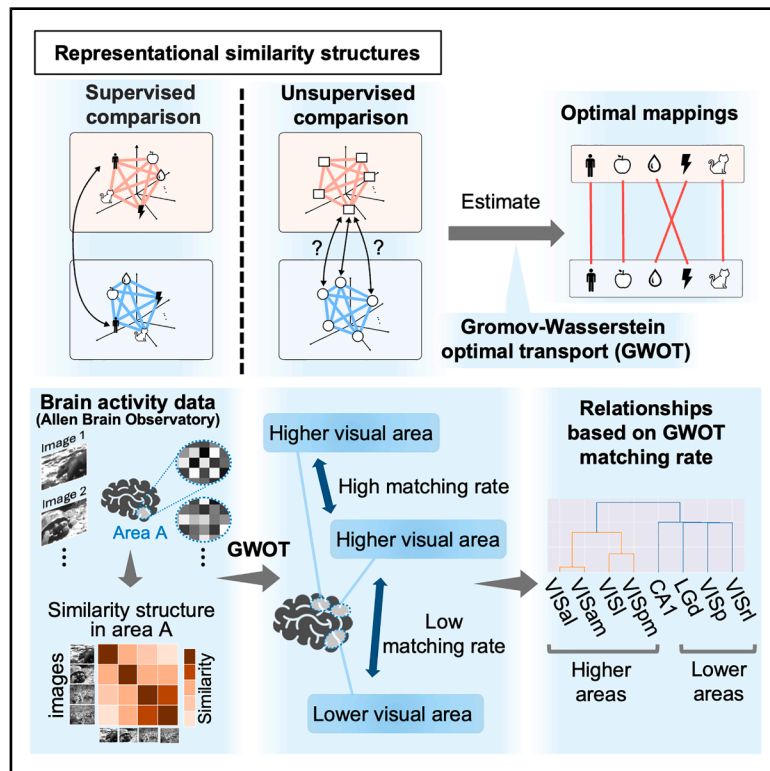 Representational similarity structures
Supervised
comparison
Unsupervised
comparison
? ?
Optimal mappings
Estimate
Gromov-Wasserstein
optimal transport (GWOT)
Brain activity data
(Allen Brain Observatory)
Image 1
Image 2
Area A
GWOT
Similarity structure
in area A
images
Similarity
Higher visual area
High matching rate
Higher visual area
Low
matching rate
Lower visual area
Relationships
based on GWOT
matching rate
VISal
VISam
VISl
VISpm
CA1
LGd
VISp
VISrl
Higher
areas
Lower
areas